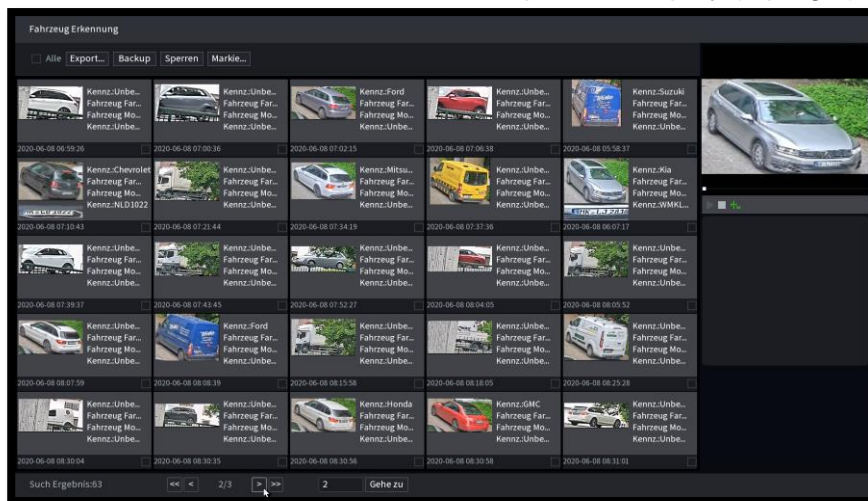 Fahrzeug Erkennung
Alle Export... Backup Sperren Markie...
Kennz.:Unbe...
Fahrzeug Far...
Fahrzeug Mo...
Kennz.:Unbe...
2020-06-08 06:59:26
Kennz.:Unbe...
Fahrzeug Far...
Fahrzeug Mo...
Kennz.:Unbe...
2020-06-08 07:00:36
Kennz.:Ford
Fahrzeug Far...
Fahrzeug Mo...
Kennz.:Unbe...
2020-06-08 07:02:15
Kennz.:Unbe...
Fahrzeug Far...
Fahrzeug Mo...
Kennz.:Unbe...
2020-06-08 07:06:38
Kennz.:Suzuki
Fahrzeug Far...
Fahrzeug Mo...
Kennz.:Unbe...
2020-06-08 05:58:37
Kennz.:Chevrolet
Fahrzeug Far...
Fahrzeug Mo...
Kennz.:NLD1022
2020-06-08 07:10:43
Kennz.:Unbe...
Fahrzeug Far...
Fahrzeug Mo...
Kennz.:Unbe...
2020-06-08 07:21:44
Kennz.:Mitsu...
Fahrzeug Far...
Fahrzeug Mo...
Kennz.:Unbe...
2020-06-08 07:34:19
Kennz.:Unbe...
Fahrzeug Far...
Fahrzeug Mo...
Kennz.:Unbe...
2020-06-08 07:37:36
Kennz.:Kia
Fahrzeug Far...
Fahrzeug Mo...
Kennz.:WMKL...
2020-06-08 06:07:17
Kennz.:Unbe...
Fahrzeug Far...
Fahrzeug Mo...
Kennz.:Unbe...
2020-06-08 07:39:37
Kennz.:Unbe...
Fahrzeug Far...
Fahrzeug Mo...
Kennz.:Unbe...
2020-06-08 07:43:45
Kennz.:Unbe...
Fahrzeug Far...
Fahrzeug Mo...
Kennz.:Unbe...
2020-06-08 07:52:27
Kennz.:Unbe...
Fahrzeug Far...
Fahrzeug Mo...
Kennz.:Unbe...
2020-06-08 08:04:05
Kennz.:Unbe...
Fahrzeug Far...
Fahrzeug Mo...
Kennz.:Unbe...
2020-06-08 08:05:52
Kennz.:Unbe...
Fahrzeug Far...
Fahrzeug Mo...
Kennz.:Unbe...
2020-06-08 08:07:59
Kennz.:Ford
Fahrzeug Far...
Fahrzeug Mo...
Kennz.:Unbe...
2020-06-08 08:08:39
Kennz.:Unbe...
Fahrzeug Far...
Fahrzeug Mo...
Kennz.:Unbe...
2020-06-08 08:15:58
Kennz.:Unbe...
Fahrzeug Far...
Fahrzeug Mo...
Kennz.:Unbe...
2020-06-08 08:18:05
Kennz.:Unbe...
Fahrzeug Far...
Fahrzeug Mo...
Kennz.:Unbe...
2020-06-08 08:25:28
Kennz.:Unbe...
Fahrzeug Far...
Fahrzeug Mo...
Kennz.:Unbe...
2020-06-08 08:30:04
Kennz.:Unbe...
Fahrzeug Far...
Fahrzeug Mo...
Kennz.:Unbe...
2020-06-08 08:30:35
Kennz.:Honda
Fahrzeug Far...
Fahrzeug Mo...
Kennz.:Unbe...
2020-06-08 08:30:56
Kennz.:GMC
Fahrzeug Far...
Fahrzeug Mo...
Kennz.:Unbe...
2020-06-08 08:30:58
Kennz.:Unbe...
Fahrzeug Far...
Fahrzeug Mo...
Kennz.:Unbe...
2020-06-08 08:31:01
Such Ergebnis:63 << < 2/3 > >> 2 Gehe zu